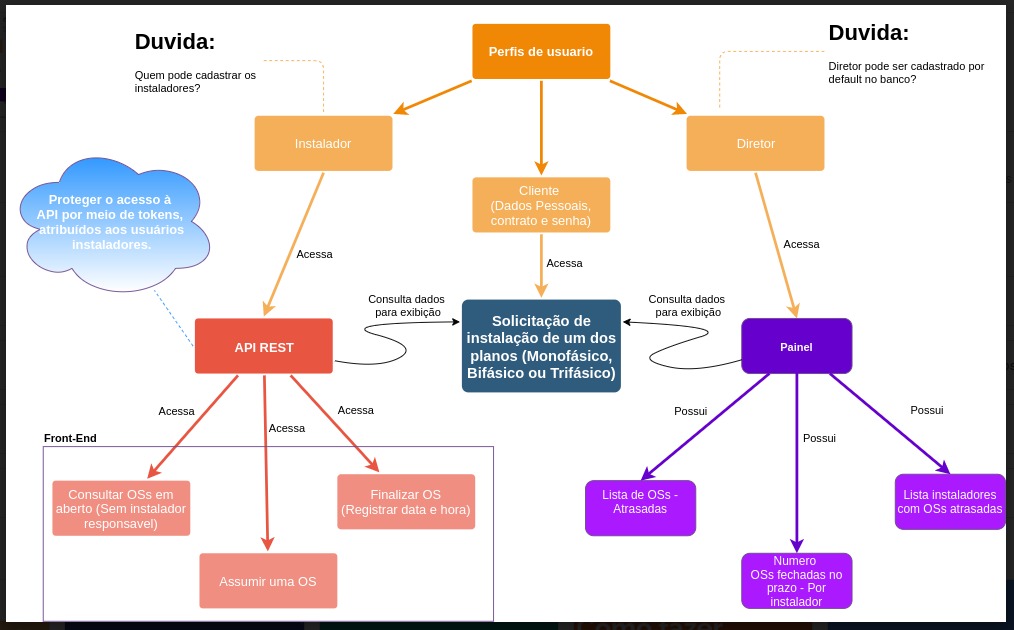 Duvida:
Quem pode cadastrar os
instaladores?
Perfis de usuario
Duvida:
Diretor pode ser cadastrado por
default no banco?
Instalador
Cliente
(Dados Pessoais,
contrato e senha)
Diretor
Proteger o acesso à
API por meio de tokens,
atribuídos aos usuários
instaladores.
Acessa
Acessa
Acessa
API REST
Consulta dados
para exibição
Solicitação de
instalação de um dos
planos (Monofásico,
Bifásico ou Trifásico)
Consulta dados
para exibição
Painel
Acessa
Acessa
Acessa
Possui
Possui
Possui
Front-End
Consultar OSs em
aberto (Sem instalador
responsavel)
Finalizar OS
(Registrar data e hora)
Assumir uma OS
Lista de OSs -
Atrasadas
Numero
OSs fechadas no
prazo - Por
instalador
Lista instaladores
com OSs atrasadas